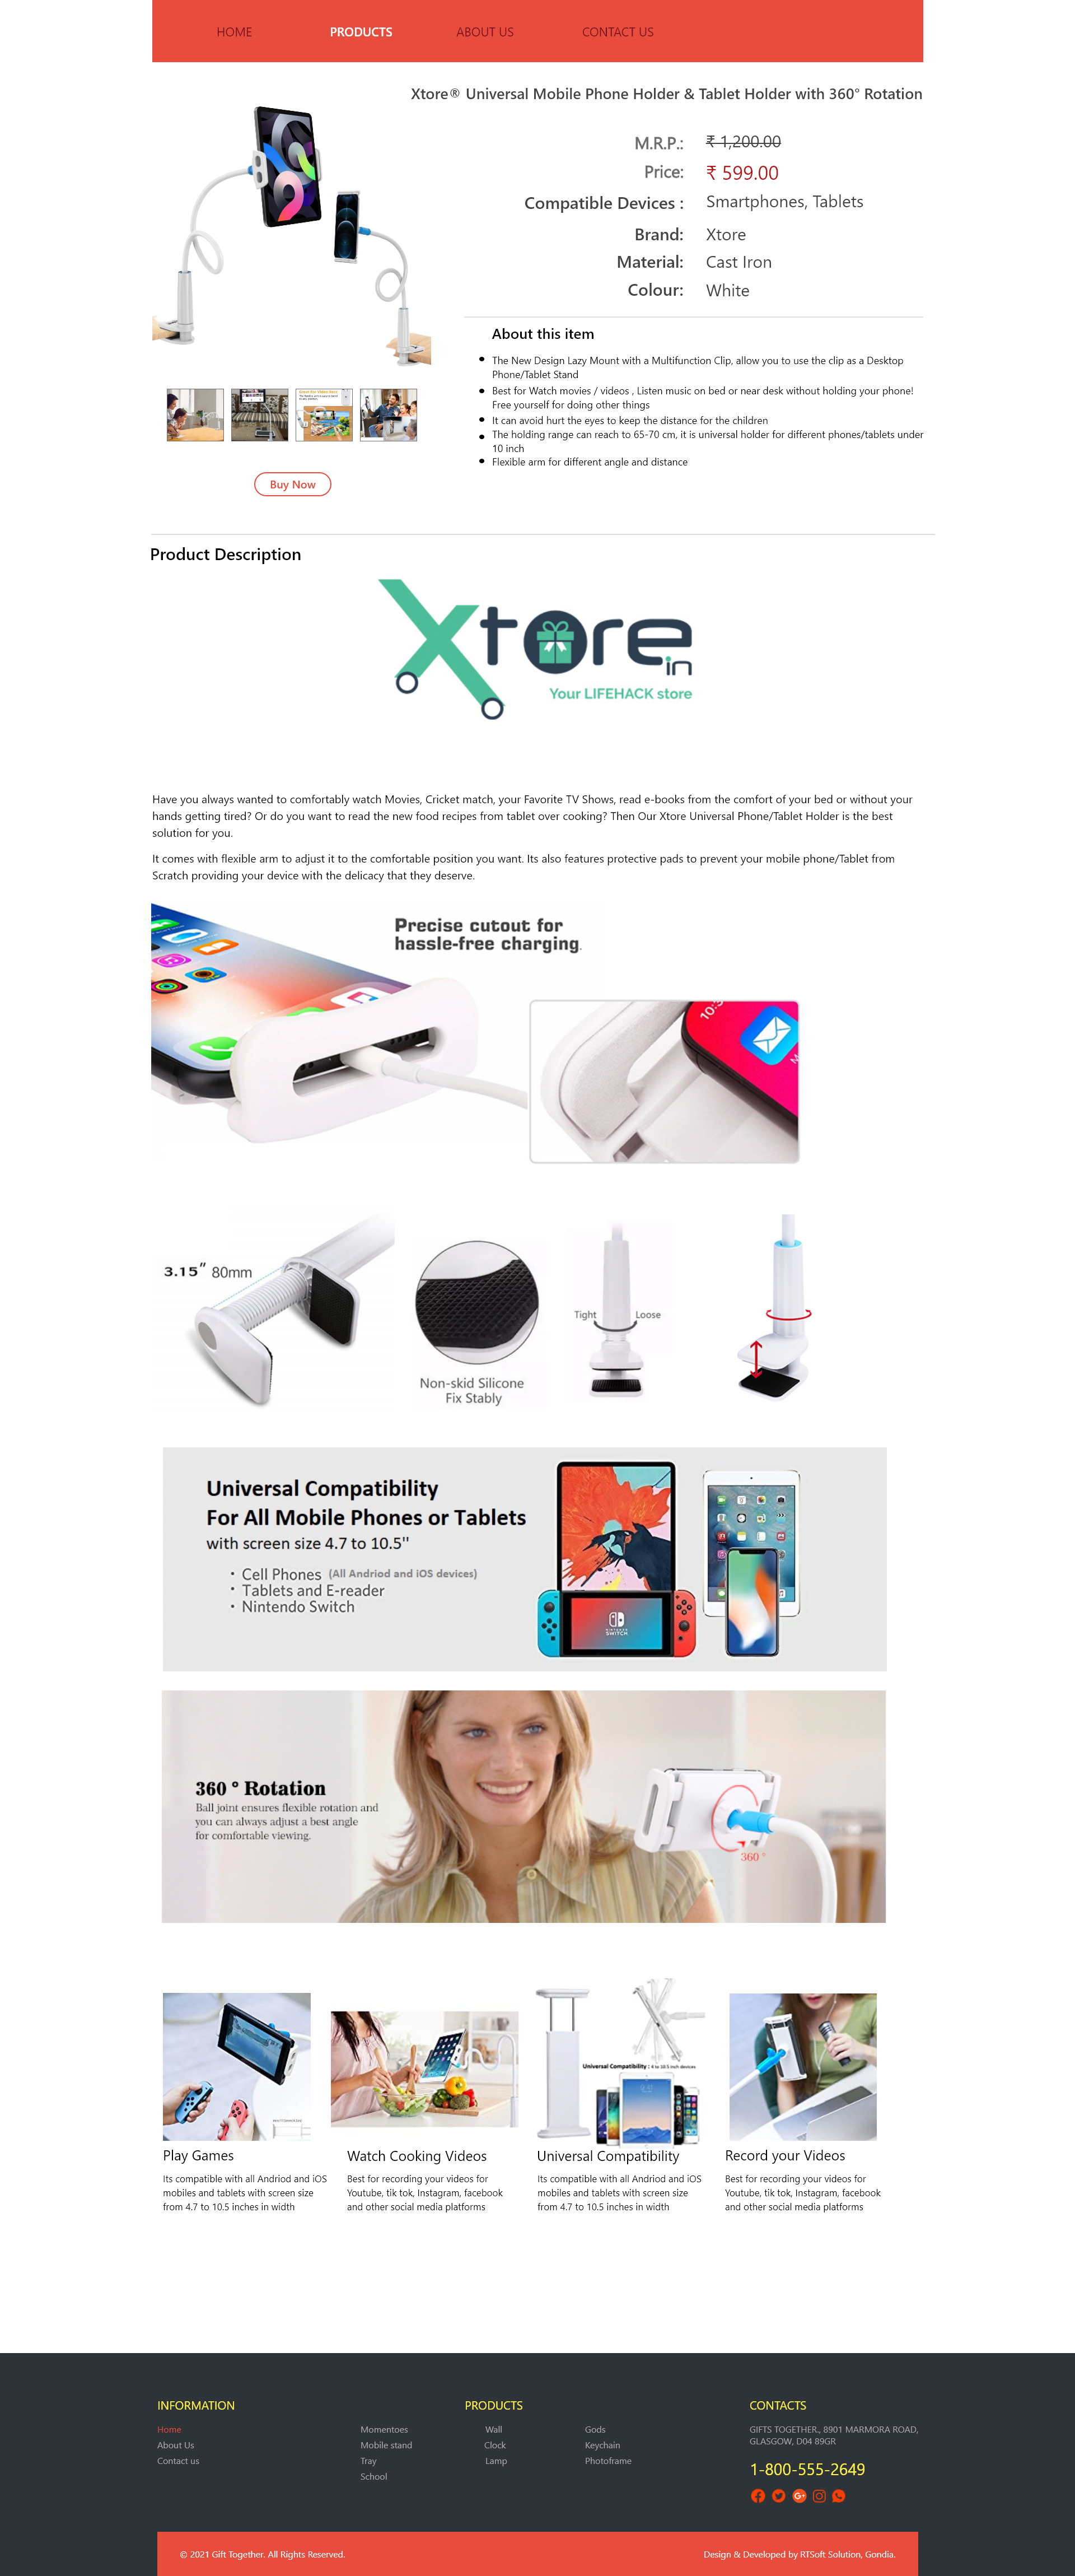 HOME PRODUCTS ABOUT US CONTACT US
Xtore® Universal Mobile Phone Holder & Tablet Holder with 360° Rotation
M.R.P.: ₹ 1,200.00
Price: ₹ 599.00
Compatible Devices : Smartphones, Tablets
Brand: Xtore
Material: Cast Iron
Colour: White
About this item
• The New Design Lazy Mount with a Multifunction Clip, allow you to use the clip as a Desktop
Phone/Tablet Stand
• Best for Watch movies / videos , Listen music on bed or near desk without holding your phone!
Free yourself for doing other things
• It can avoid hurt the eyes to keep the distance for the children
• The holding range can reach to 65-70 cm, it is universal holder for different phones/tablets under
10 inch
• Flexible arm for different angle and distance
Buy Now
Product Description
Xtore
in
Your LIFEHACK store
Have you always wanted to comfortably watch Movies, Cricket match, your Favorite TV Shows, read e-books from the comfort of your bed or without your
hands getting tired? Or do you want to read the new food recipes from tablet over cooking? Then Our Xtore Universal Phone/Tablet Holder is the best
solution for you.
It comes with flexible arm to adjust it to the comfortable position you want. Its also features protective pads to prevent your mobile phone/Tablet from
Scratch providing your device with the delicacy that they deserve.
Precise cutout for
hassle-free charging.
3.15" 80mm
Non-skid Silicone
Fix Stably
Tight Loose
Universal Compatibility
For All Mobile Phones or Tablets
with screen size 4.7 to 10.5"
• Cell Phones (All Andriod and iOS devices)
• Tablets and E-reader
• Nintendo Switch
NINTENDO
SWITCH
360 ° Rotation
Ball joint ensures flexible rotation and
you can always adjust a best angle
for comfortable viewing.
360 °
Universal Compatibility : 4 to 10.5 inch devices
Play Games
Its compatible with all Andriod and iOS
mobiles and tablets with screen size
from 4.7 to 10.5 inches in width
Watch Cooking Videos
Best for recording your videos for
Youtube, tik tok, Instagram, facebook
and other social media platforms
Universal Compatibility
Its compatible with all Andriod and iOS
mobiles and tablets with screen size
from 4.7 to 10.5 inches in width
Record your Videos
Best for recording your videos for
Youtube, tik tok, Instagram, facebook
and other social media platforms
INFORMATION
Home
About Us
Contact us
PRODUCTS
Momentoes
Mobile stand
Tray
School
Wall
Clock
Lamp
Gods
Keychain
Photoframe
CONTACTS
GIFTS TOGETHER., 8901 MARMORA ROAD,
GLASGOW, D04 89GR
1-800-555-2649
© 2021 Gift Together. All Rights Reserved.
Design & Developed by RTSoft Solution, Gondia.